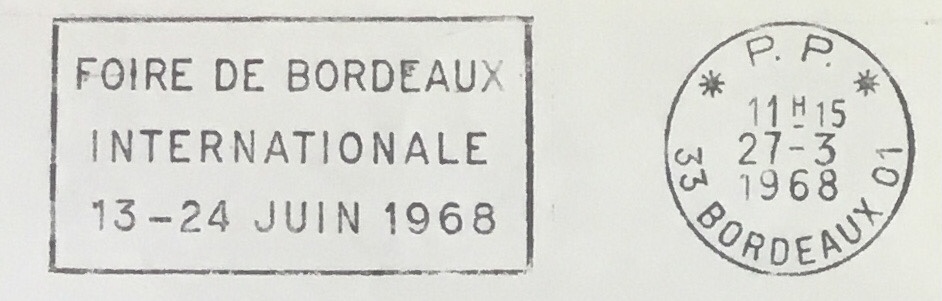 FOIRE DE BORDEAUX
INTERNATIONALE
13-24 JUIN 1968
P. P.
11H15
27-3
1968
33 BORDEAUX 01